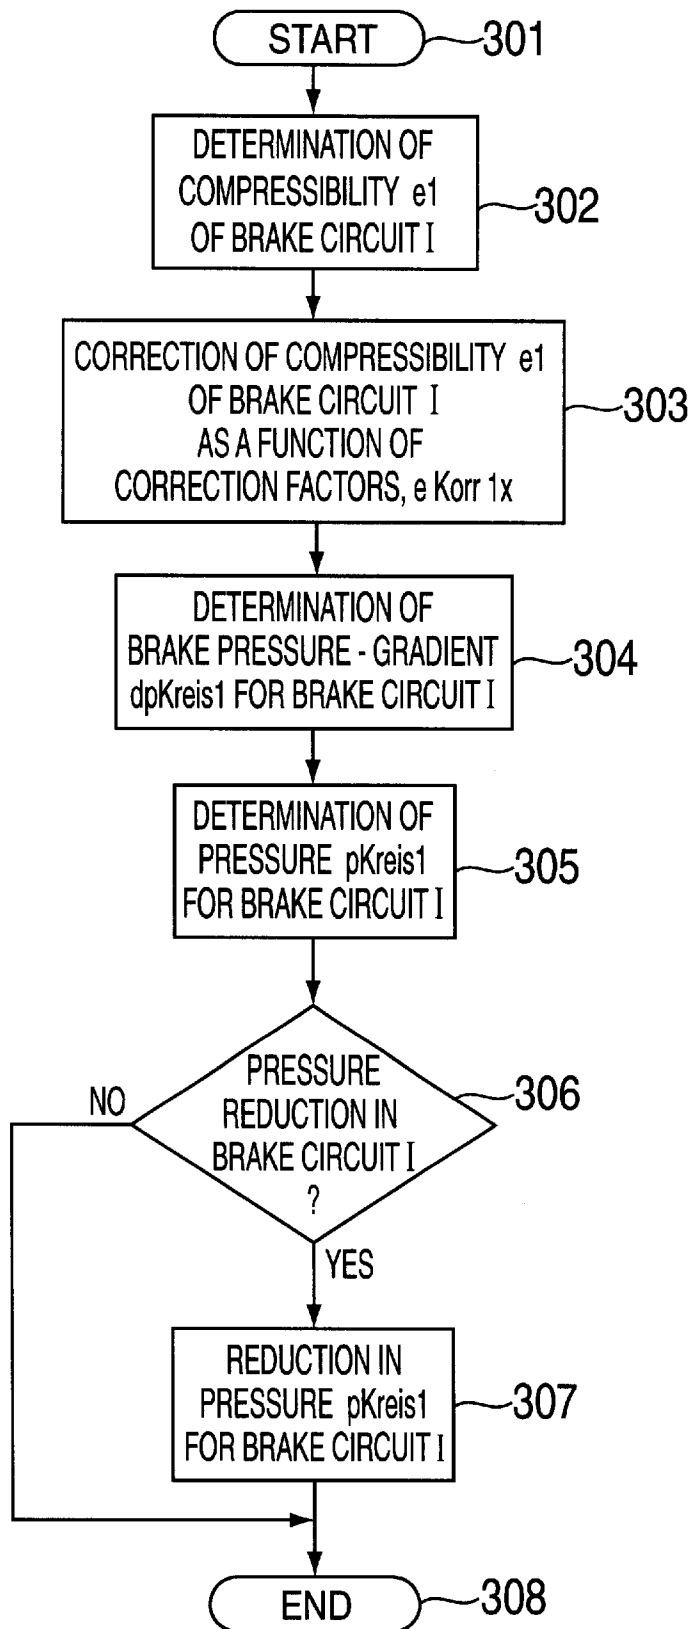 START
301
DETERMINATION OF
COMPRESSIBILITY e1
OF BRAKE CIRCUIT I
302
CORRECTION OF COMPRESSIBILITY e1
OF BRAKE CIRCUIT I
AS A FUNCTION OF
CORRECTION FACTORS, e Korr 1x
303
DETERMINATION OF
BRAKE PRESSURE - GRADIENT
dpKreis1 FOR BRAKE CIRCUIT I
304
DETERMINATION OF
PRESSURE pKreis1
FOR BRAKE CIRCUIT I
305
PRESSURE
REDUCTION IN
BRAKE CIRCUIT I
?
306
NO
YES
REDUCTION IN
PRESSURE pKreis1
FOR BRAKE CIRCUIT I
307
END
308